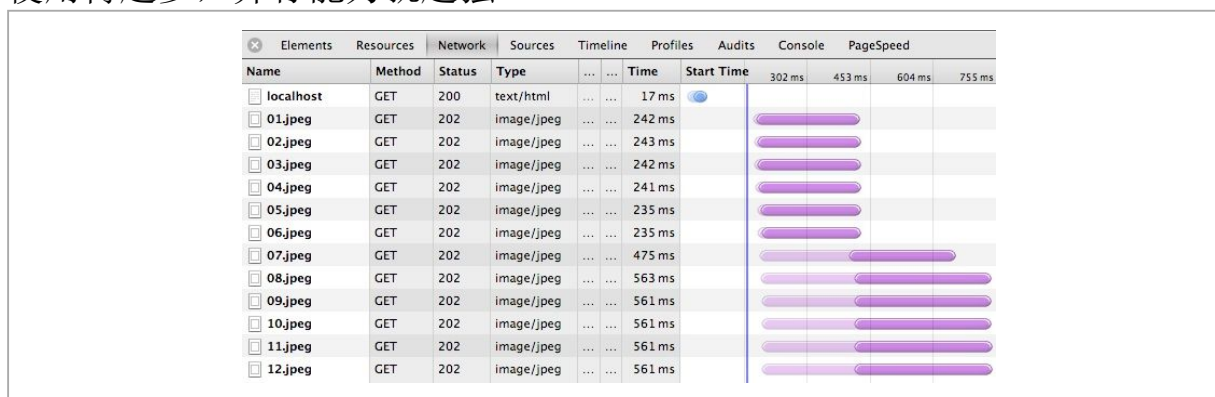 Elements Resources Network Sources Timeline Profiles Audits Console PageSpeed
Name Method Status Type ... ... Time Start Time 302 ms 453 ms 604 ms 755 ms
localhost GET 200 text/html ... ... 17 ms
01.jpeg GET 202 image/jpeg ... ... 242 ms
02.jpeg GET 202 image/jpeg ... ... 243 ms
03.jpeg GET 202 image/jpeg ... ... 242 ms
04.jpeg GET 202 image/jpeg ... ... 241 ms
05.jpeg GET 202 image/jpeg ... ... 235 ms
06.jpeg GET 202 image/jpeg ... ... 235 ms
07.jpeg GET 202 image/jpeg ... ... 475 ms
08.jpeg GET 202 image/jpeg ... ... 563 ms
09.jpeg GET 202 image/jpeg ... ... 561 ms
10.jpeg GET 202 image/jpeg ... ... 561 ms
11.jpeg GET 202 image/jpeg ... ... 561 ms
12.jpeg GET 202 image/jpeg ... ... 561 ms